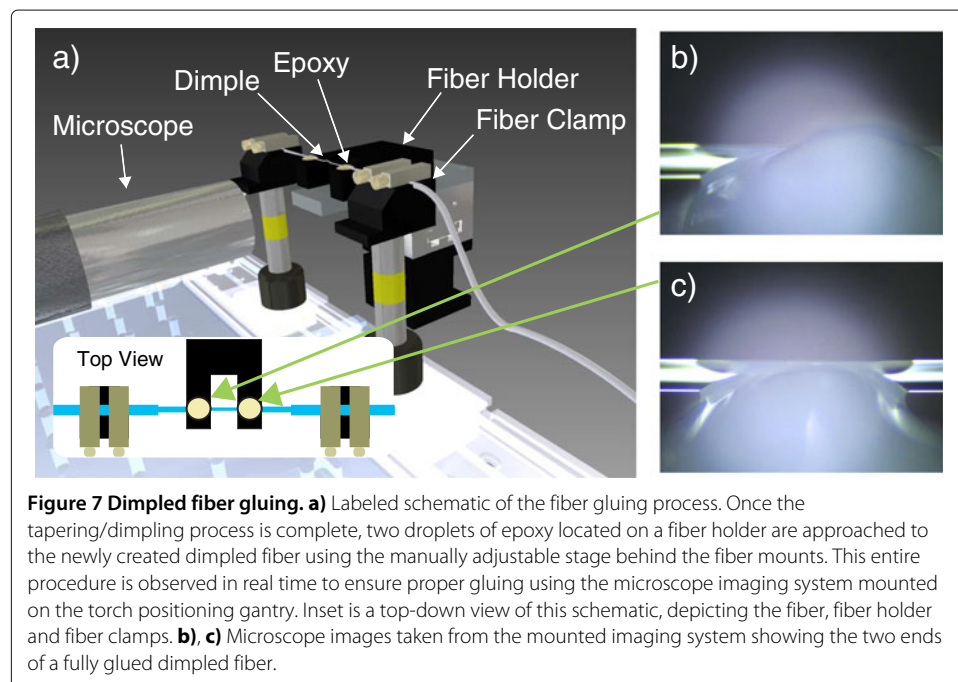 a)
Dimple
Epoxy
Fiber Holder
Fiber Clamp
Microscope
Top View
b)
c)
Figure 7 Dimpled fiber gluing. a) Labeled schematic of the fiber gluing process. Once the
tapering/dimpling process is complete, two droplets of epoxy located on a fiber holder are approached to
the newly created dimpled fiber using the manually adjustable stage behind the fiber mounts. This entire
procedure is observed in real time to ensure proper gluing using the microscope imaging system mounted
on the torch positioning gantry. Inset is a top-down view of this schematic, depicting the fiber, fiber holder
and fiber clamps. b), c) Microscope images taken from the mounted imaging system showing the two ends
of a fully glued dimpled fiber.